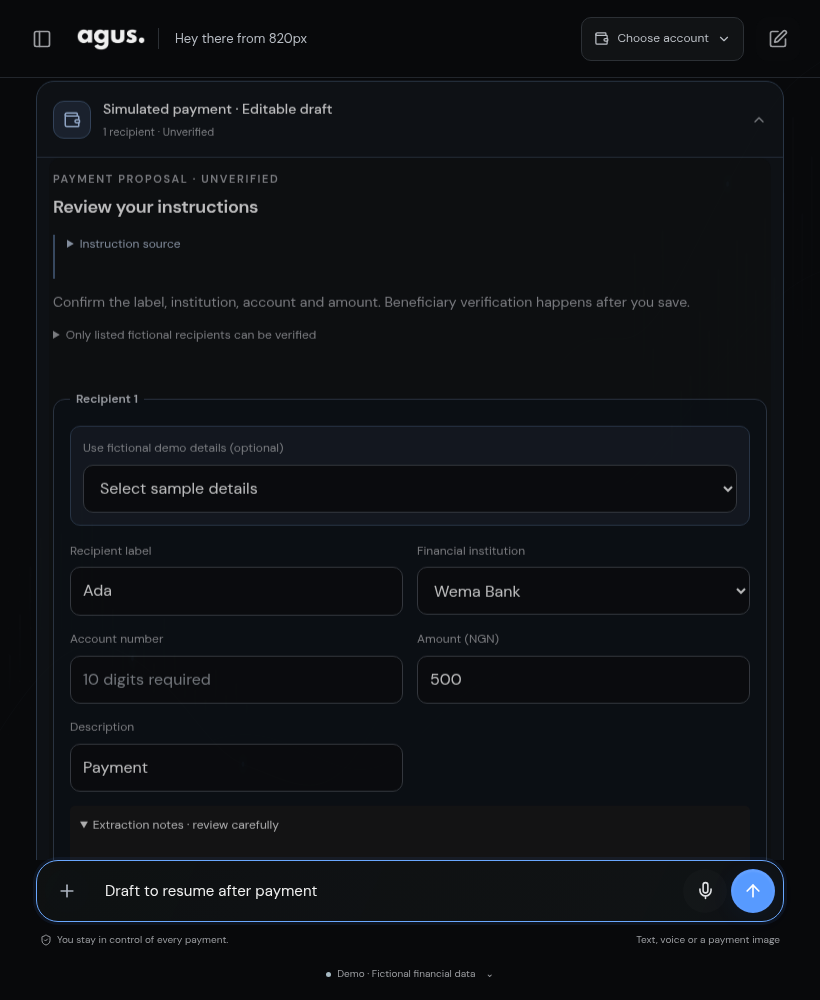 agus.
Hey there from 820px
Choose account
Simulated payment · Editable draft
1 recipient · Unverified
PAYMENT PROPOSAL · UNVERIFIED
Review your instructions
Instruction source
Confirm the label, institution, account and amount. Beneficiary verification happens after you save.
Only listed fictional recipients can be verified
Recipient 1
Use fictional demo details (optional)
Select sample details
Recipient label
Financial institution
Ada
Wema Bank
Account number
Amount (NGN)
10 digits required
500
Description
Payment
Extraction notes · review carefully
Draft to resume after payment
You stay in control of every payment.
Text, voice or a payment image
Demo · Fictional financial data